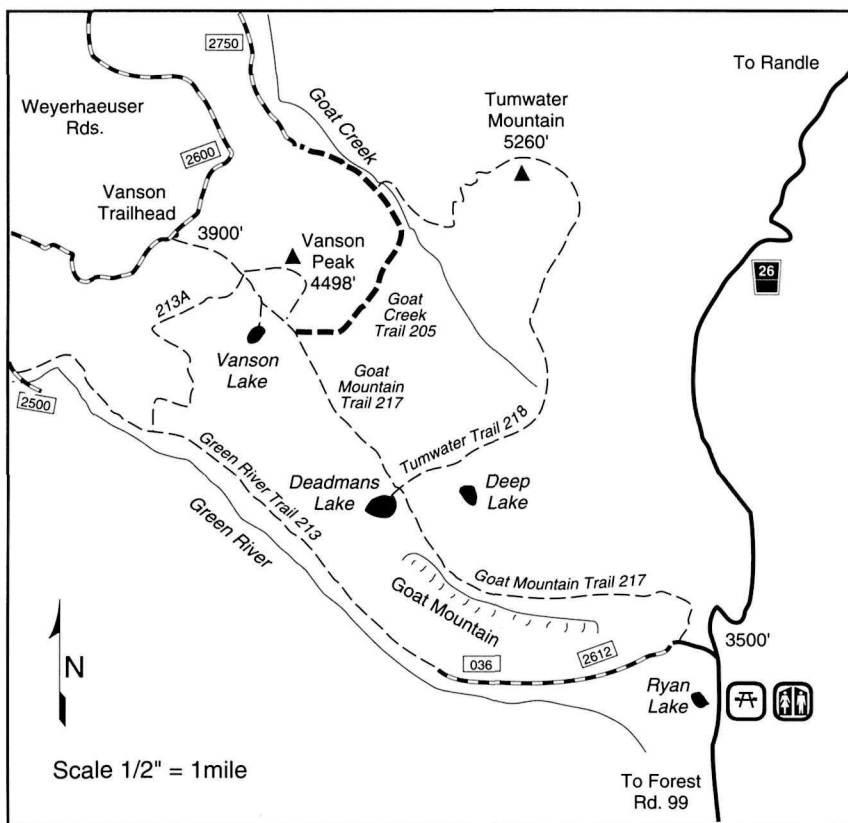 2750
To Randle
Weyerhaeuser
Rds.
Goat Creek
Tumwater
Mountain
5260'
2600
Vanson
Trailhead
3900'
Vanson
Peak
4498'
26
213A
Goat
Creek
Trail 205
Vanson
Lake
Goat
Mountain
Trail 217
2500
Tumwater Trail 218
Green River Trail 213
Deadmans
Lake
Deep
Lake
Green River
Goat Mountain Trail 217
Goat Mountain
3500'
036
2612
N
Ryan
Lake
Scale 1/2" = 1mile
To Forest
Rd. 99